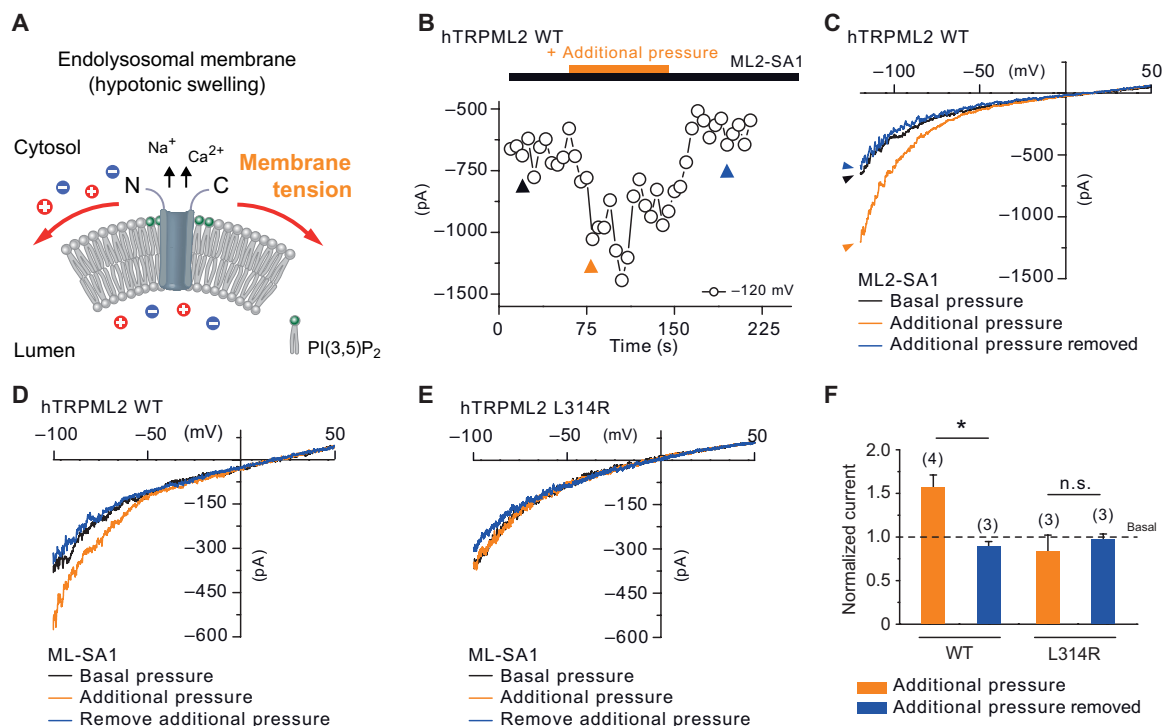 A
Endolysosomal membrane
(hypotonic swelling)
Cytosol
Na+
Ca2+
Membrane
tension
N
C
Lumen
PI(3,5)P2
B
hTRPML2 WT
+ Additional pressure
ML2-SA1
−500
−750
−1000
−1500
(pA)
−120 mV
0
75
150
225
Time (s)
C
hTRPML2 WT
−100
−50
(mV)
50
−500
−1000
−1500
(pA)
ML2-SA1
Basal pressure
Additional pressure
Additional pressure removed
D
hTRPML2 WT
−100
−50
(mV)
50
−150
−300
−450
−600
(pA)
ML-SA1
Basal pressure
Additional pressure
Remove additional pressure
E
hTRPML2 L314R
−100
−50
(mV)
50
−150
−300
−450
−600
(pA)
ML-SA1
Basal pressure
Additional pressure
Remove additional pressure
F
Normalized current
2.0
1.5
1.0
0.5
0
*
(4)
(3)
n.s.
(3)
(3)
Basal
WT
L314R
Additional pressure
Additional pressure removed